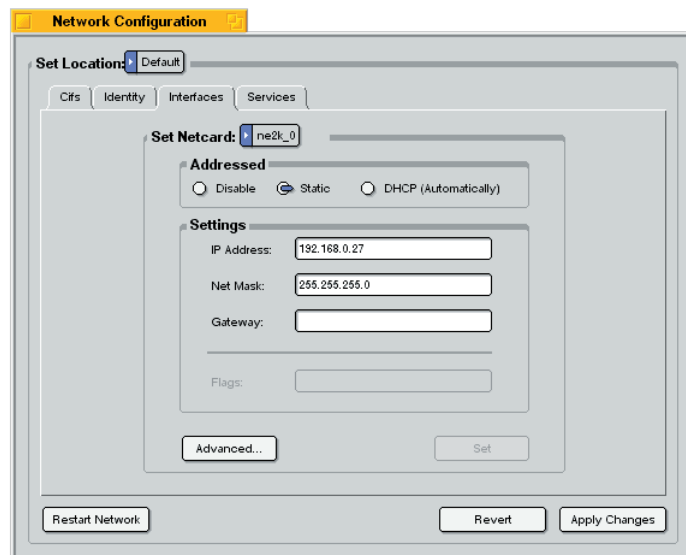 Network Configuration
Set Location: Default
Cifs Identity Interfaces Services
Set Netcard: ne2k_0
Addressed
Disable Static DHCP (Automatically)
Settings
IP Address: 192.168.0.27
Net Mask: 255.255.255.0
Gateway:
Flags:
Advanced... Set
Restart Network Revert Apply Changes